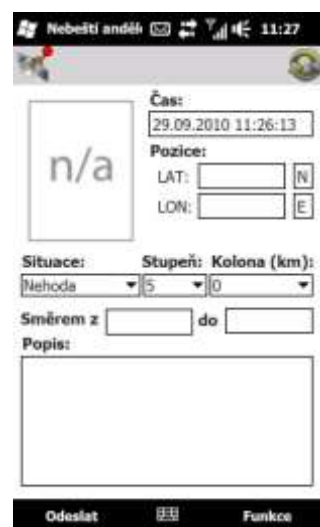 Nebeští anděl 11:27
n/a
Čas:
29.09.2010 11:26:13
Pozice:
LAT: N
LON: E
Situace: Stupeň: Kolona (km):
Nehoda 5 0
Směrem z do
Popis:
Odeslat Funkce